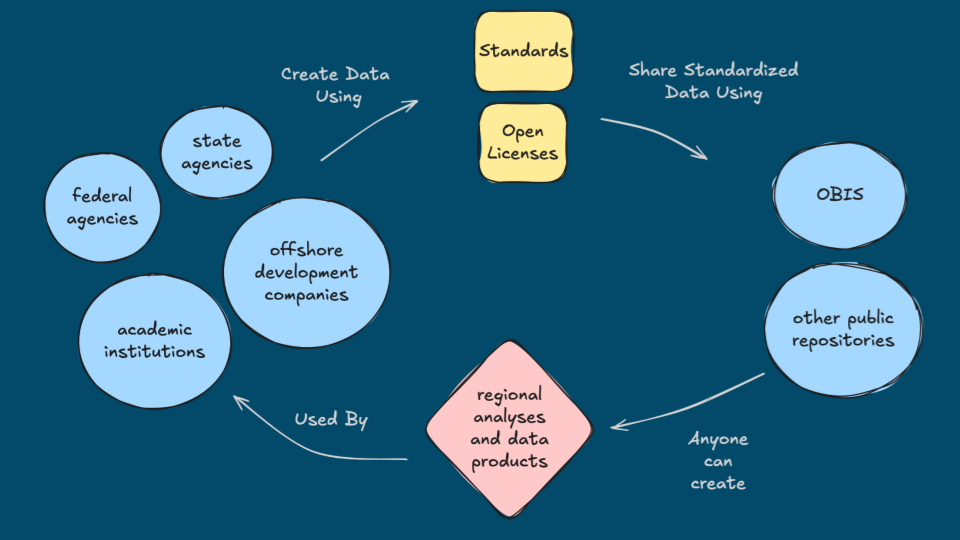 Standards
Create Data
Using
Share Standardized
Data Using
Open
Licenses
state
agencies
federal
agencies
OBIS
offshore
development
companies
academic
institutions
other public
repositories
regional
analyses
and data
products
Used By
Anyone
can
create